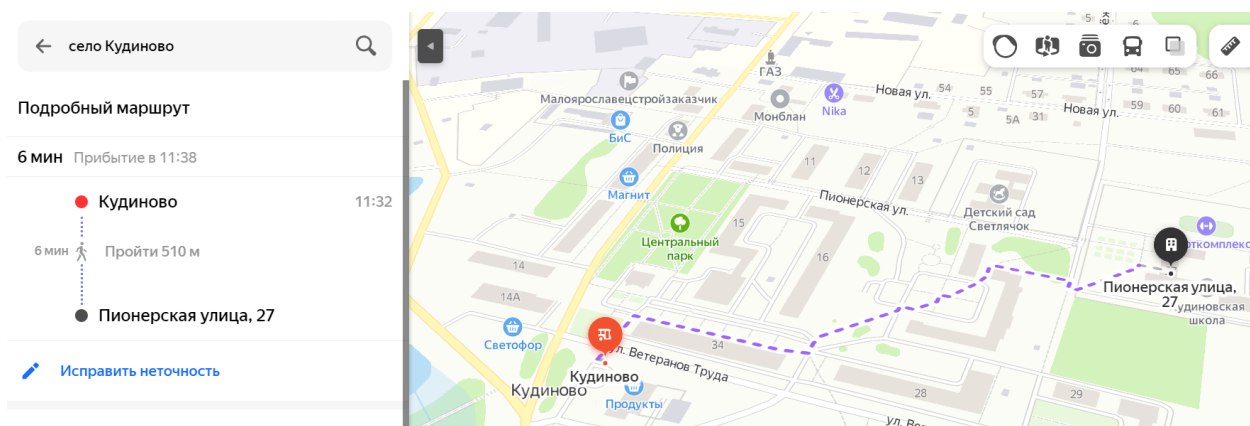 село Кудиново
Подробный маршрут
6 мин Прибытие в 11:38
Кудиново 11:32
6 мин Пройти 510 м
Пионерская улица, 27
Исправить неточность
5
ГАЗ
64 65 66
Малоярославецстройзаказчик
Монблан
Nika
Новая ул. 54 55 57
5 5А 31
Новая ул. 59 60 61
БиС
Полиция
Магнит
11 12 13
Пионерская ул.
Детский сад
Светлячок
Центральный
парк
15
16
14
14А
Пионерская улица,
27
школа
Светофор
34
ул. Ветеранов Труда
Кудиново
Кудиново
Продукты
28
29